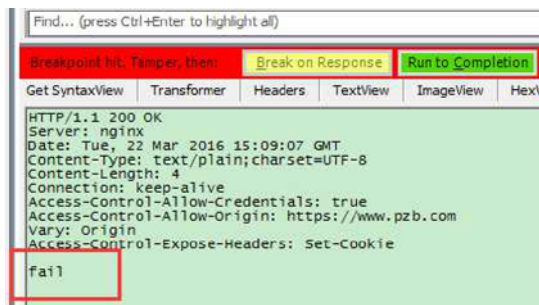 Find... (press Ctrl+Enter to highlight all)
Breakpoint hit. Tamper, then: Break on Response Run to Completion
Get SyntaxView Transformer Headers TextView ImageView
HTTP/1.1 200 OK
Server: nginx
Date: Tue, 22 Mar 2016 15:09:07 GMT
Content-Type: text/plain;charset=UTF-8
Content-Length: 4
Connection: keep-alive
Access-Control-Allow-Credentials: true
Access-Control-Allow-Origin: https://www.pzb.com
Vary: Origin
Access-Control-Expose-Headers: Set-Cookie
fail